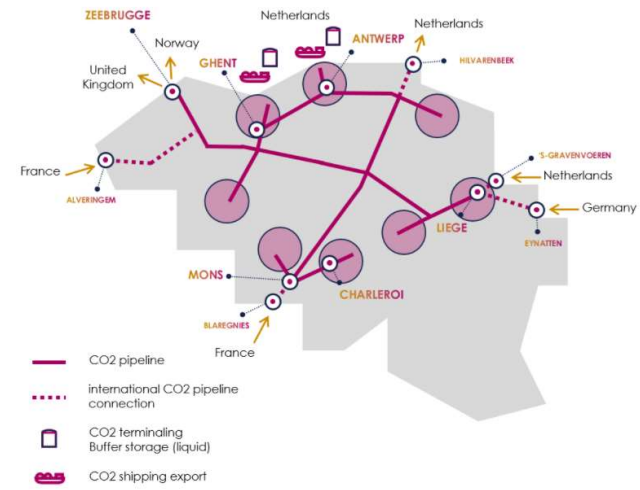 ZEEBRUGGE
Netherlands
Norway
GHENT
ANTWERP
Netherlands
HILVARENBEEK
United
Kingdom
France
ALVERINGEM
'S-GRAVENVOEREN
Netherlands
Germany
LIEGE
EYNATTEN
MONS
CHARLEROI
BLAREGNIES
France
CO2 pipeline
international CO2 pipeline
connection
CO2 terminaling
Buffer storage (liquid)
CO2 shipping export